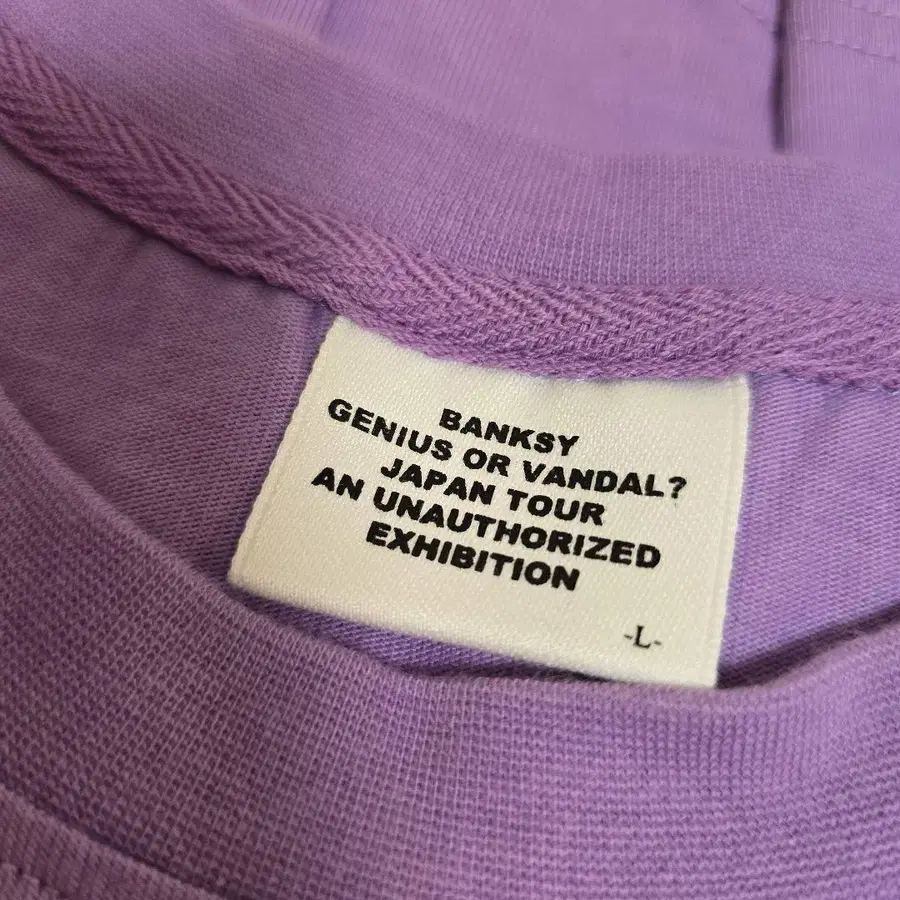 BANKSY
GENIUS OR VANDAL?
JAPAN TOUR
AN UNAUTHORIZED
EXHIBITION
-L-